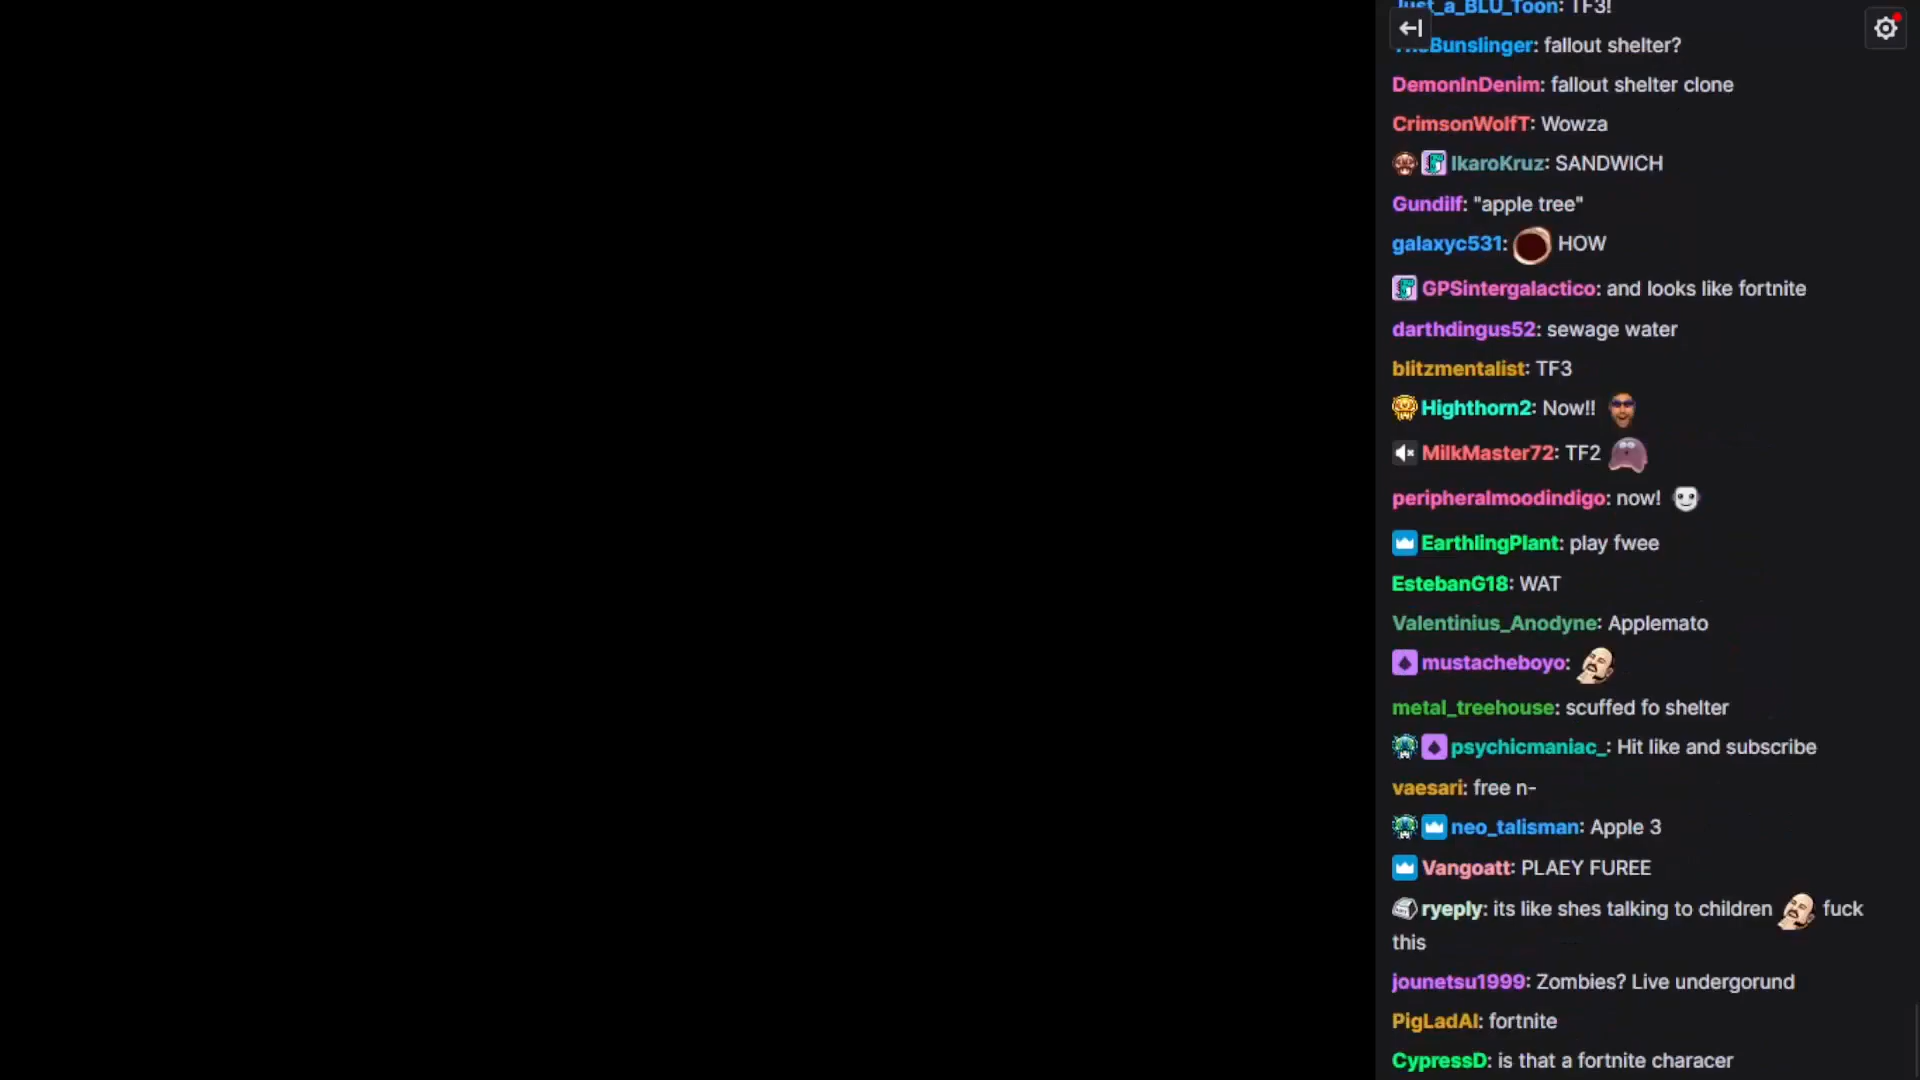 Just_a_BLU_Toon: TF3!
Bunslinger: fallout shelter?
DemonInDenim: fallout shelter clone
CrimsonWolfT: Wowza
IkaroKruz: SANDWICH
Gundilf: "apple tree"
galaxyc531: HOW
GPSintergalactico: and looks like fortnite
darthdingus52: sewage water
blitzmentalist: TF3
Highthorn2: Now!!
MilkMaster72: TF2
peripheralmoodindigo: now!
EarthlingPlant: play fwee
EstebanG18: WAT
Valentinius_Anodyne: Applemato
mustacheboyo:
metal_treehouse: scuffed fo shelter
psychicmaniac_: Hit like and subscribe
vaesari: free n-
neo_talisman: Apple 3
Vangoatt: PLAEY FUREE
ryeply: its like shes talking to children fuck
this
jounetsu1999: Zombies? Live undergorund
PigLadAI: fortnite
CypressD: is that a fortnite characer